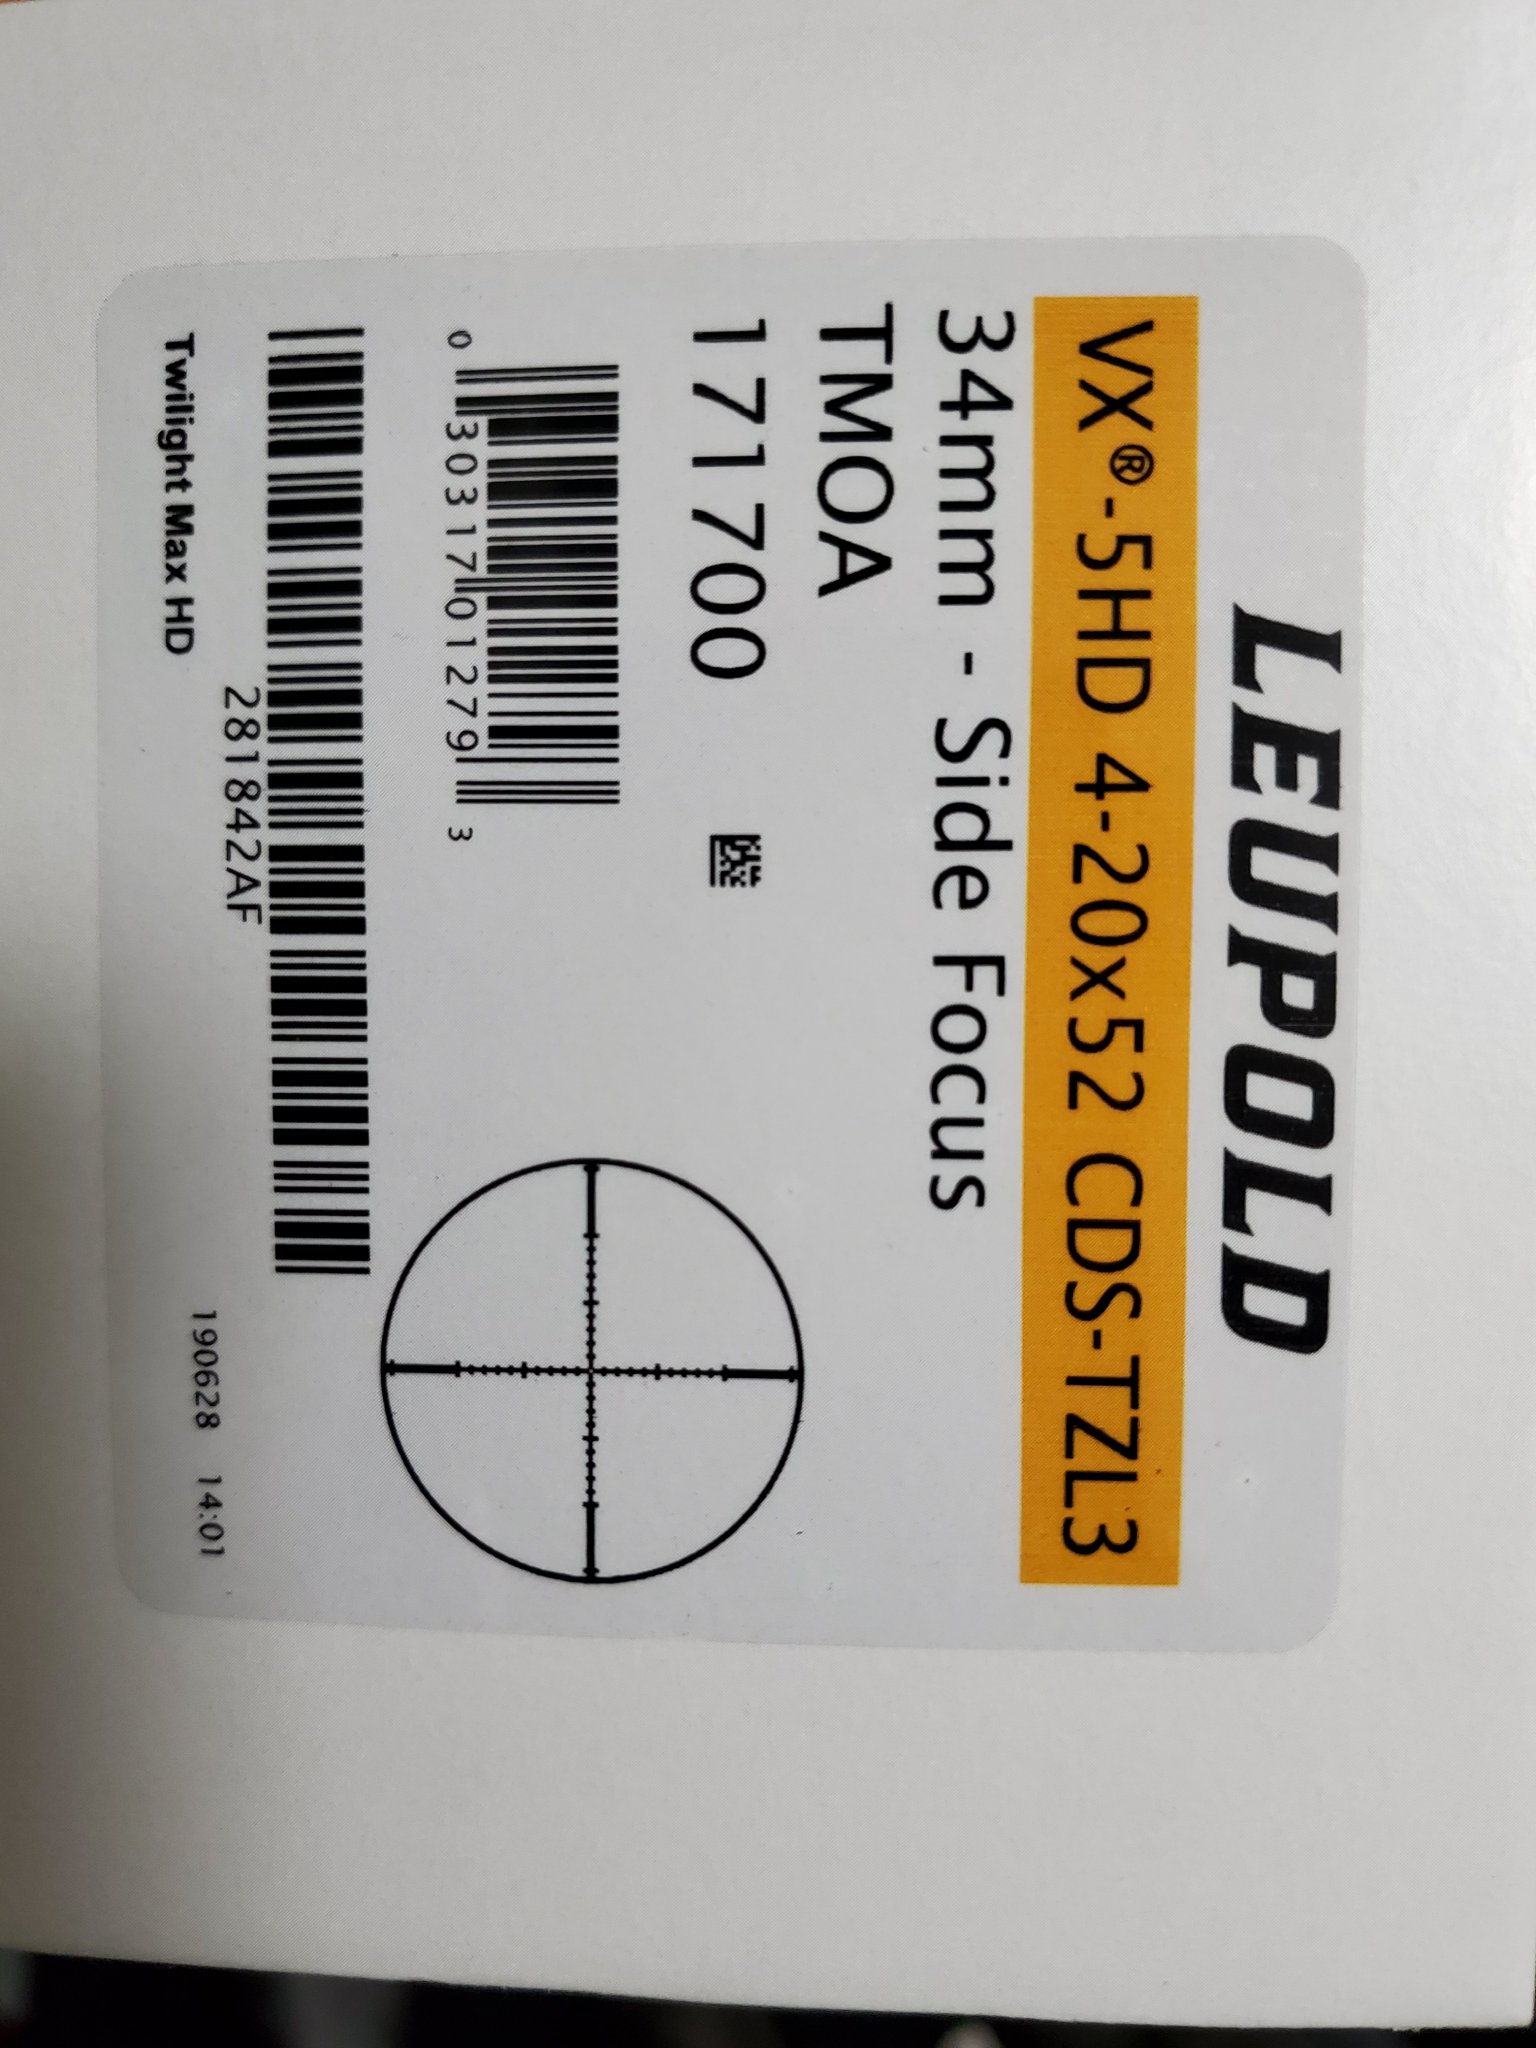 LEUPOLD
VX®-5HD 4-20x52 CDS-TZL3
34mm - Side Focus
TMOA
171700
0 30317 01279 3
281842AF
Twilight Max HD
190628 14:01